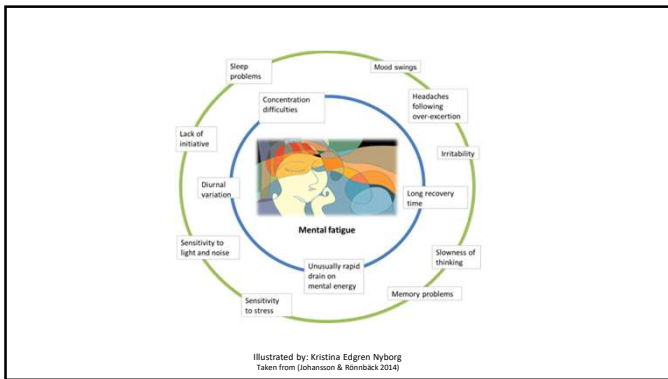 Sleep
problems
Mood swings
Concentration
difficulties
Headaches
following
over-exertion
Lack of
initiative
Irritability
Diurnal
variation
Long recovery
time
Mental fatigue
Sensitivity to
light and noise
Slowness of
thinking
Unusually rapid
drain on
mental energy
Memory problems
Sensitivity
to stress
Illustrated by: Kristina Edgren Nyborg
Taken from (Johansson & Rönnbäck 2014)